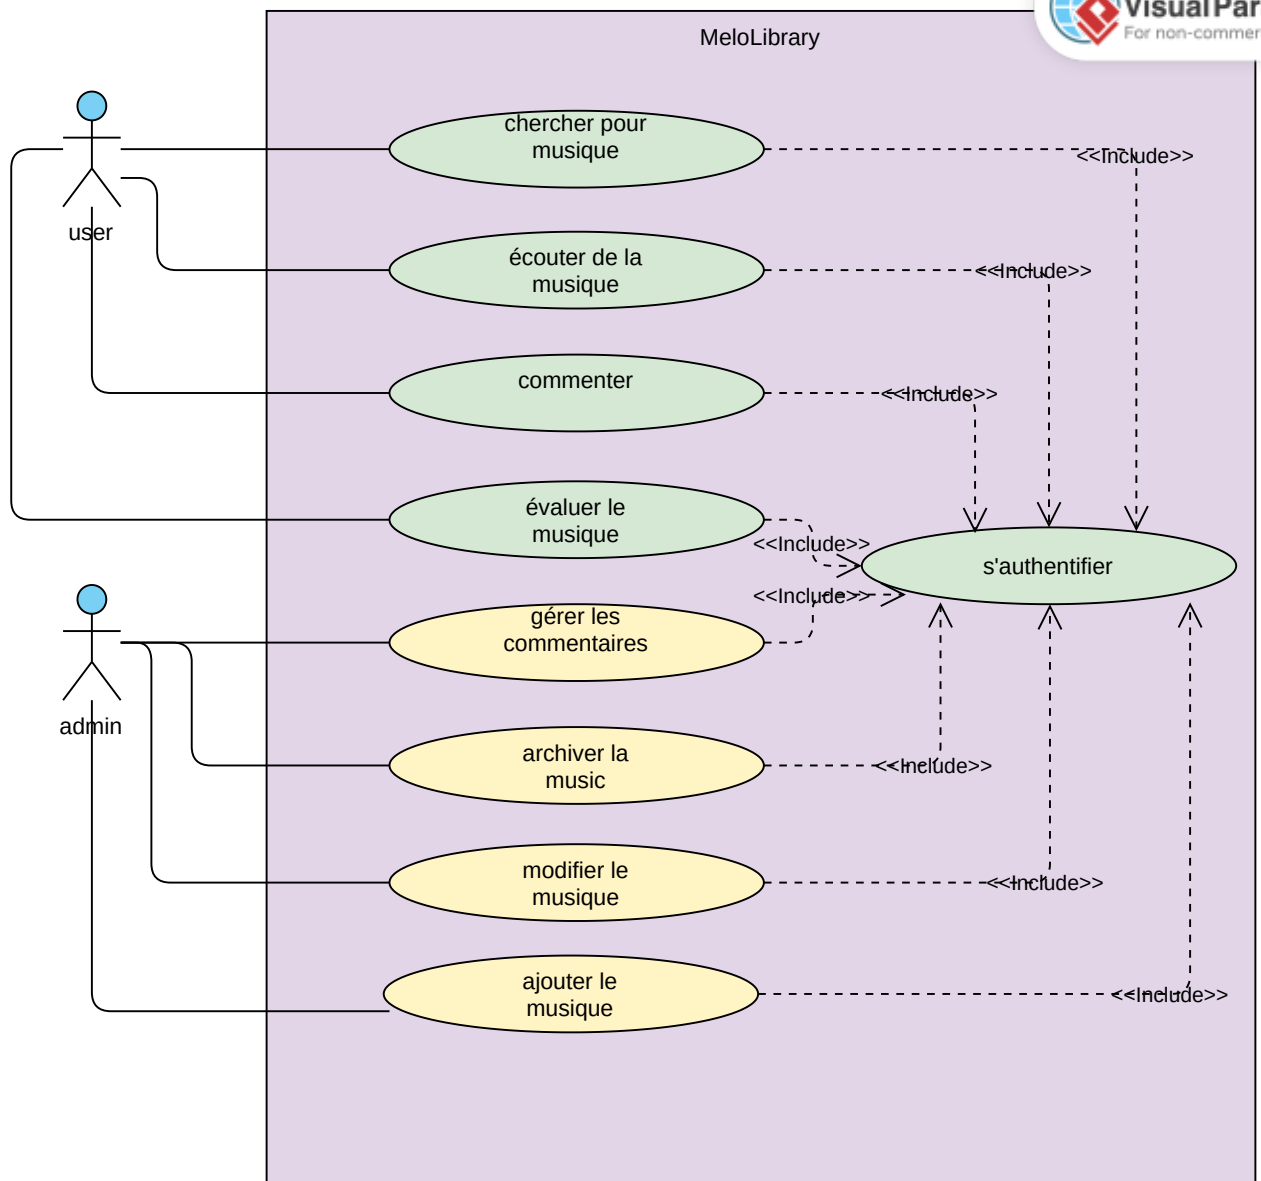 MeloLibrary
VisualPar
For non-commer
user
chercher pour
musique
<<Include>>
écouter de la
musique
<<Include>>
commenter
<<Include>>
évaluer le
musique
<<Include>>
s'authentifier
<<Include>>
admin
gérer les
commentaires
archiver la
music
<<Include>>
modifier le
musique
<<Include>>
ajouter le
musique
<<Include>>